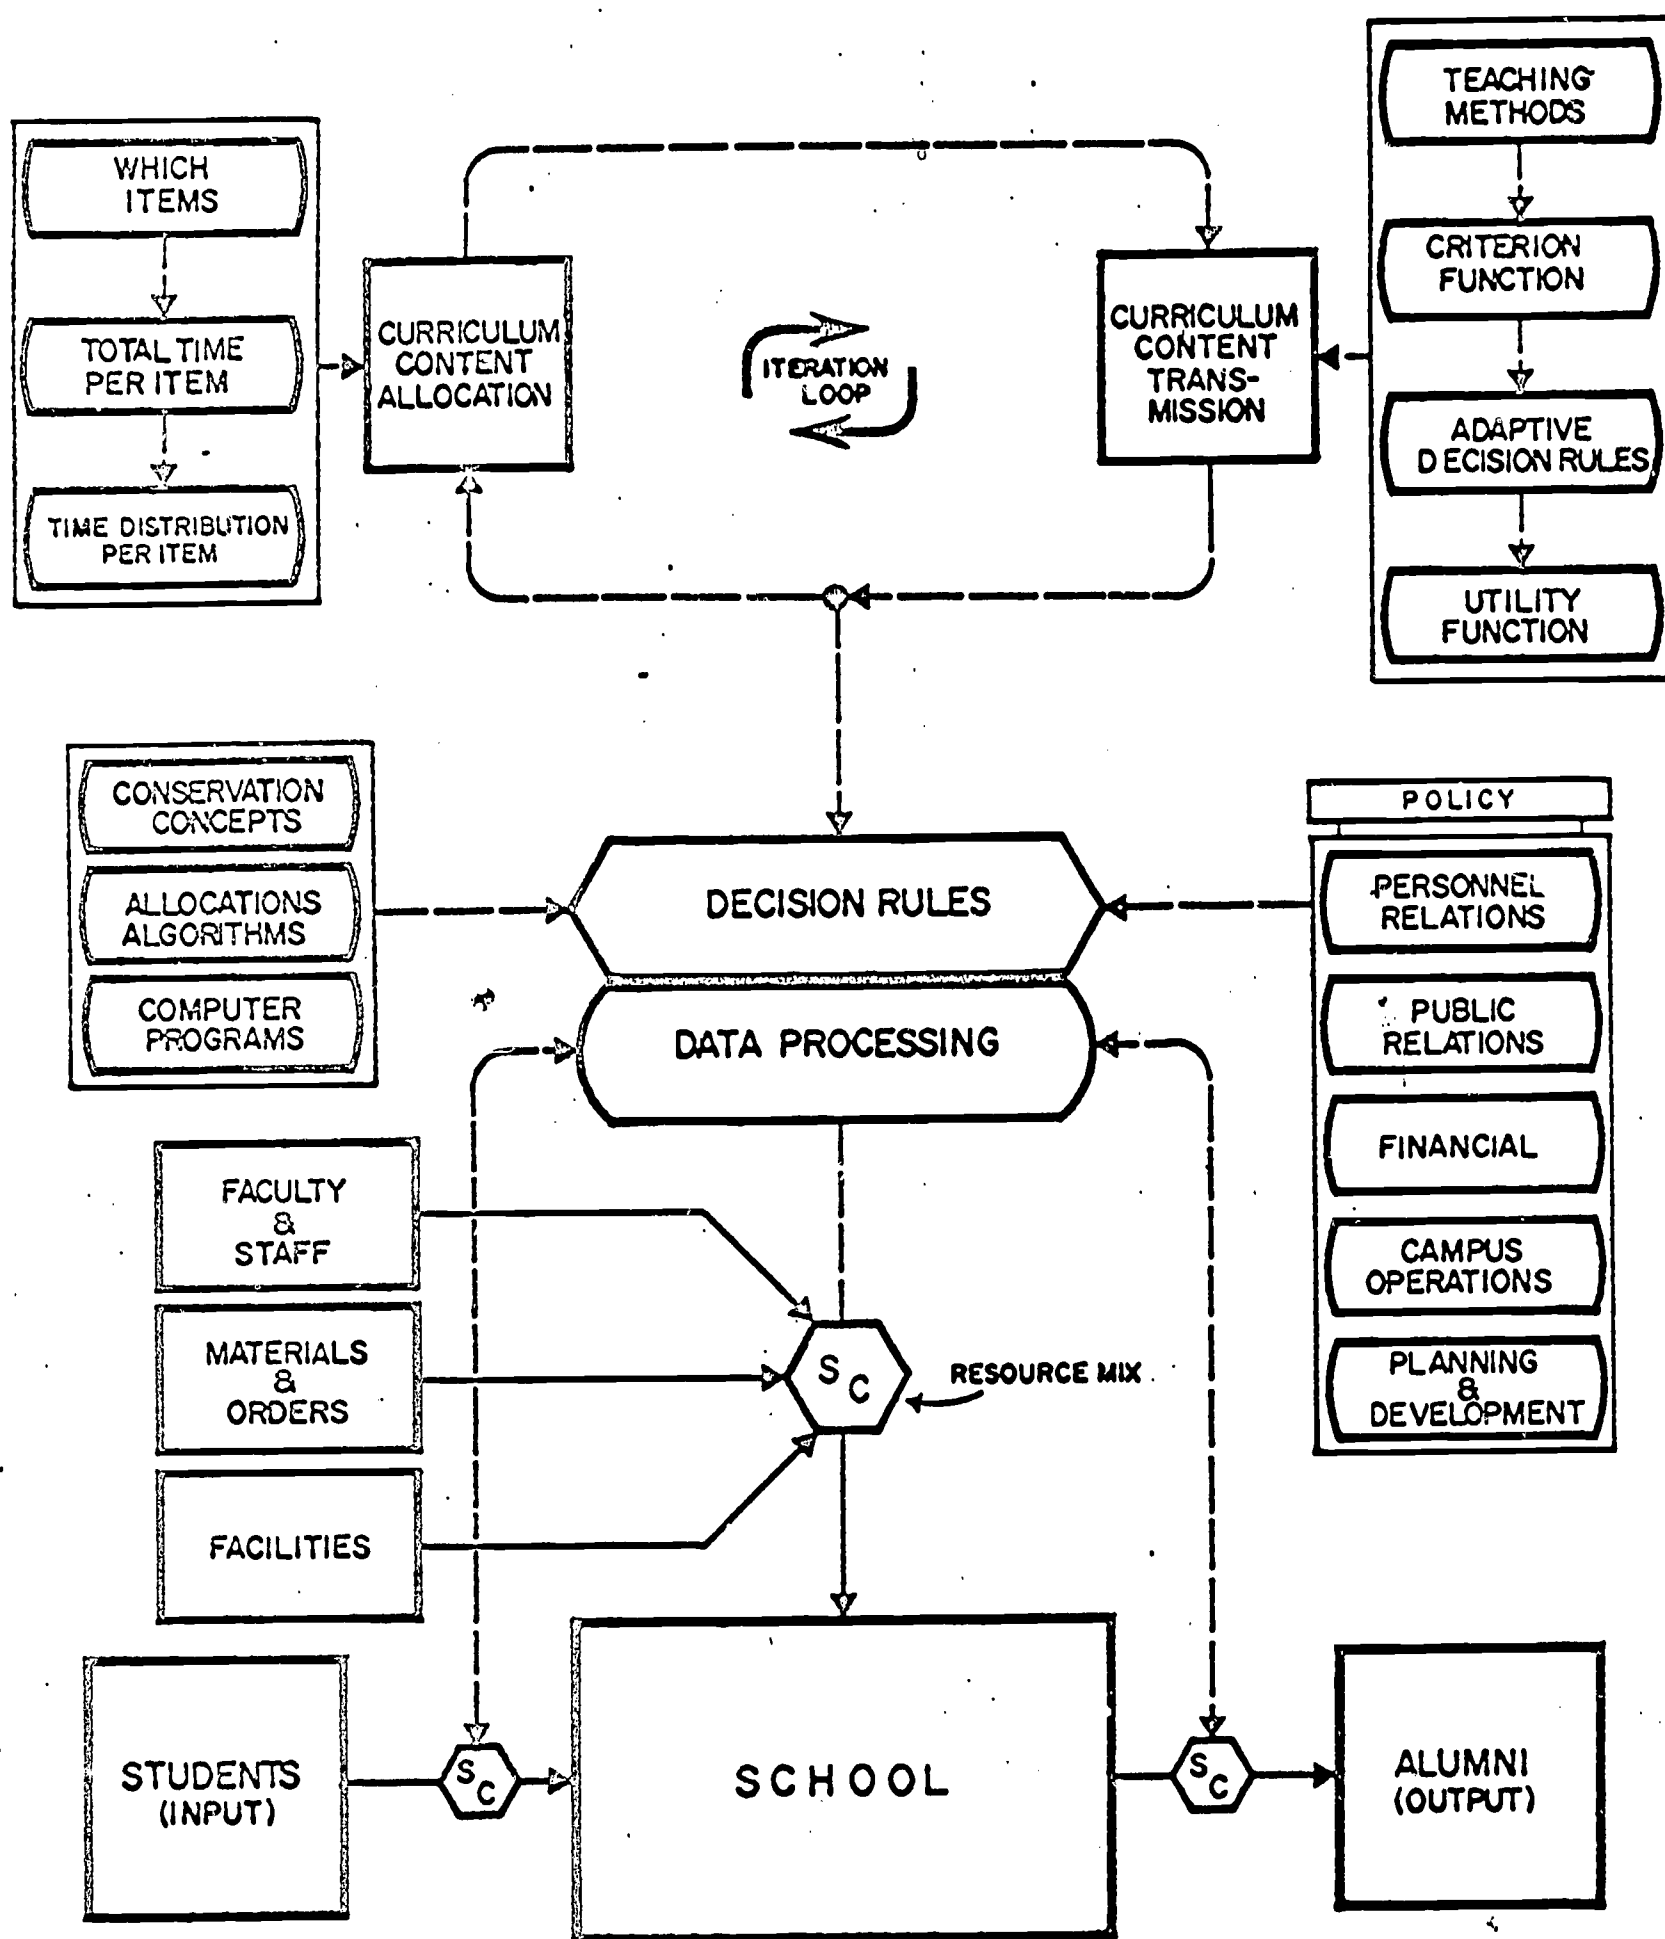 TEACHING
METHODS
WHICH
ITEMS
CRITERION
FUNCTION
TOTAL TIME
PER ITEM
CURRICULUM
CONTENT
ALLOCATION
ITERATION
LOOP
CURRICULUM
CONTENT
TRANS-
MISSION
ADAPTIVE
DECISION RULES
TIME DISTRIBUTION
PER ITEM
UTILITY
FUNCTION
CONSERVATION
CONCEPTS
ALLOCATIONS
ALGORITHMS
COMPUTER
PROGRAMS
DECISION RULES
DATA PROCESSING
POLICY
PERSONNEL
RELATIONS
PUBLIC
RELATIONS
FINANCIAL
CAMPUS
OPERATIONS
PLANNING
&
DEVELOPMENT
FACULTY
&
STAFF
MATERIALS
&
ORDERS
FACILITIES
S
C
RESOURCE MIX
STUDENTS
(INPUT)
S
C
SCHOOL
S
C
ALUMNI
(OUTPUT)